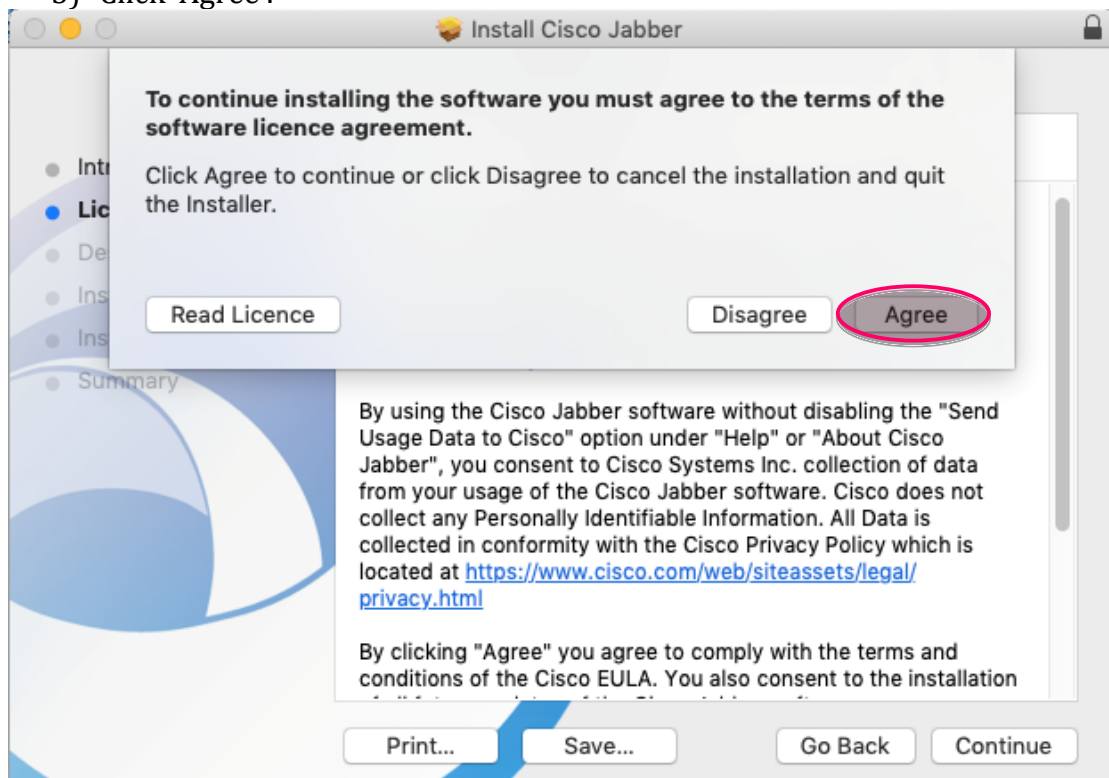 Install Cisco Jabber
To continue installing the software you must agree to the terms of the
software licence agreement.
Click Agree to continue or click Disagree to cancel the installation and quit
the Installer.
Read Licence
Disagree
Agree
Intr
Lic
De
Ins
Ins
Summary
By using the Cisco Jabber software without disabling the "Send
Usage Data to Cisco" option under "Help" or "About Cisco
Jabber", you consent to Cisco Systems Inc. collection of data
from your usage of the Cisco Jabber software. Cisco does not
collect any Personally Identifiable Information. All Data is
collected in conformity with the Cisco Privacy Policy which is
located at https://www.cisco.com/web/siteassets/legal/
privacy.html
By clicking "Agree" you agree to comply with the terms and
conditions of the Cisco EULA. You also consent to the installation
Print...
Save...
Go Back
Continue